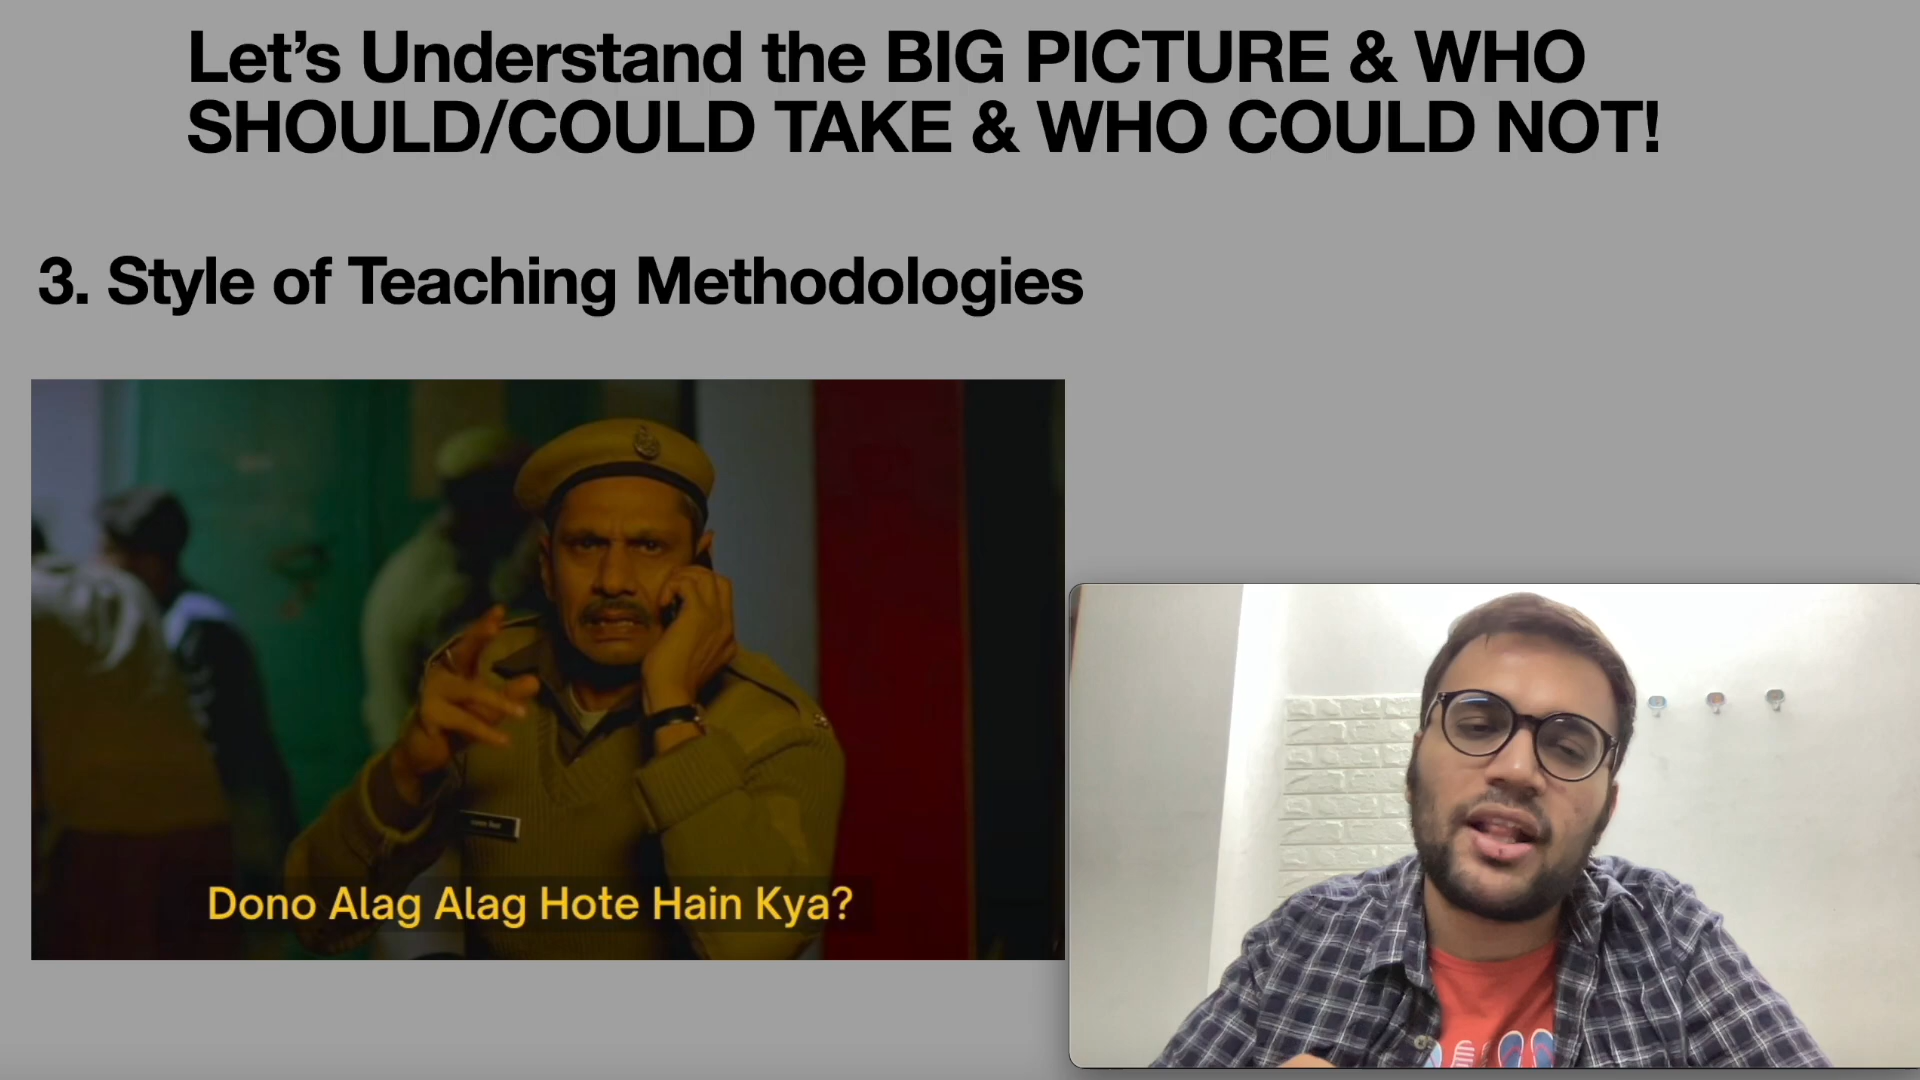 Let’s Understand the BIG PICTURE & WHO
SHOULD/COULD TAKE & WHO COULD NOT!
3. Style of Teaching Methodologies
Dono Alag Alag Hote Hain Kya?